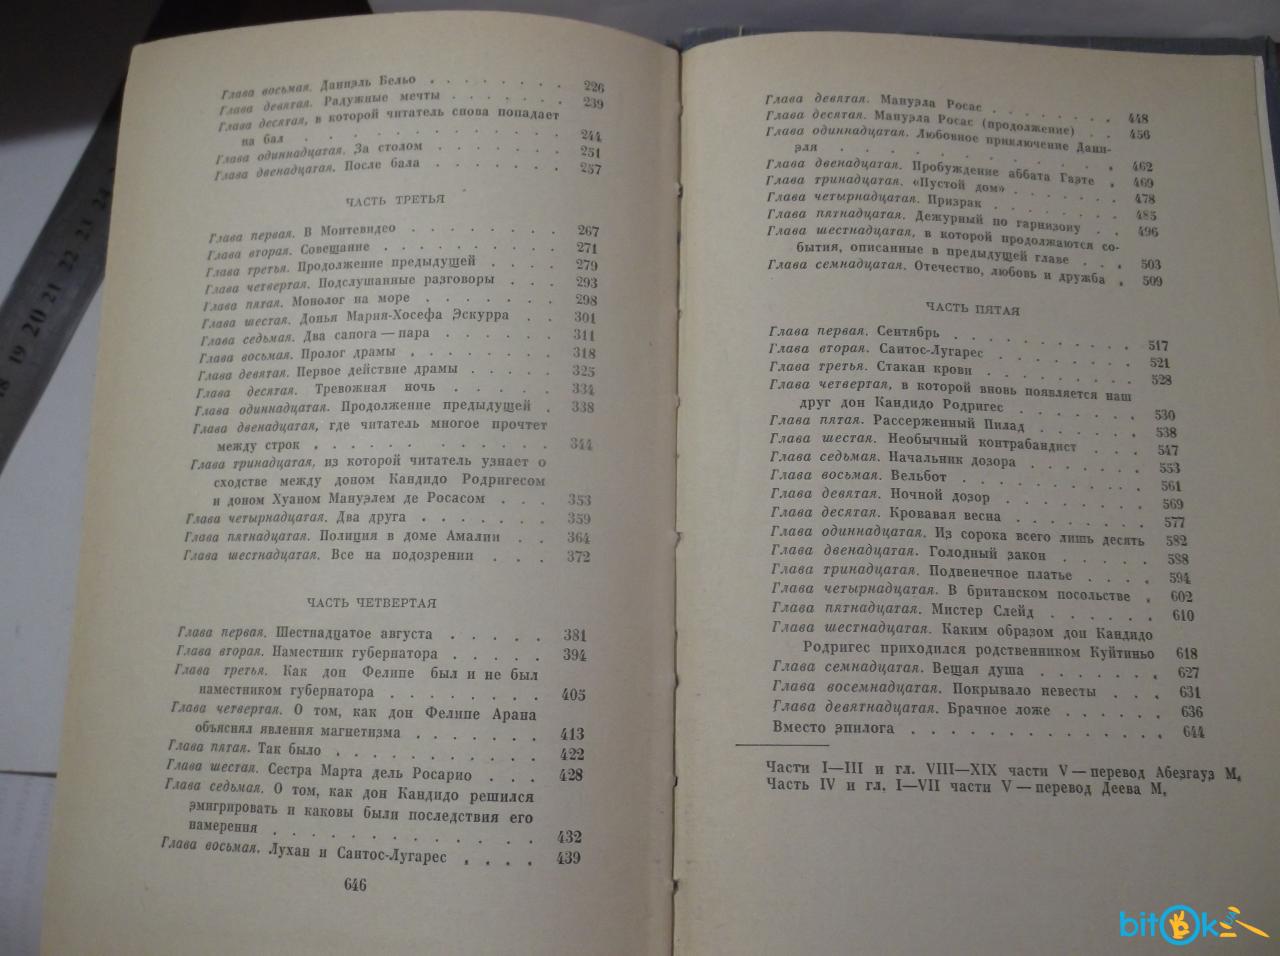 Глава восьмая. Даниэль Бельо . . . . . . . 226
Глава девятая. Радужные мечты . . . . . . . 239
Глава десятая, в которой читатель снова попадает
на бал . . . . . . . . . . . . . 244
Глава одиннадцатая. За столом . . . . . . . 251
Глава двенадцатая. После бала . . . . . . . 257
ЧАСТЬ ТРЕТЬЯ
Глава первая. В Монтевидео . . . . . . . . 267
Глава вторая. Совещание . . . . . . . . . 271
Глава третья. Продолжение предыдущей . . . . 279
Глава четвертая. Подслушанные разговоры . . . . 293
Глава пятая. Монолог на море . . . . . . . 298
Глава шестая. Донья Мария-Хосефа Эскурра . . 301
Глава седьмая. Два сапога — пара . . . . . . 311
Глава восьмая. Пролог драмы . . . . . . . . 318
Глава девятая. Первое действие драмы . . . . . 325
Глава десятая. Тревожная ночь . . . . . . 334
Глава одиннадцатая. Продолжение предыдущей . 338
Глава двенадцатая, где читатель многое прочтет
между строк . . . . . . . . . . . 344
Глава тринадцатая, из которой читатель узнает о
сходстве между доном Кандидо Родригесом
и доном Хуаном Мануэлем де Росасом . . . 353
Глава четырнадцатая. Два друга . . . . . . . 359
Глава пятнадцатая. Полиция в доме Амалии . . 364
Глава шестнадцатая. Все на подозрении . . . . 372
ЧАСТЬ ЧЕТВЕРТАЯ
Глава первая. Шестнадцатое августа . . . . . 381
Глава вторая. Наместник губернатора . . . . . 394
Глава третья. Как дон Фелипе был и не был
наместником губернатора . . . . . . . . 405
Глава четвертая. О том, как дон Фелипе Арана
объяснял явления магнетизма . . . . . . . 413
Глава пятая. Так было . . . . . . . . . . 422
Глава шестая. Сестра Марта дель Росарио . . . 428
Глава седьмая. О том, как дон Кандидо решился
эмигрировать и каковы были последствия его
намерения . . . . . . . . . . . . . 432
Глава восьмая. Лухан и Сантос-Лугарес . . . . 439
646
Глава девятая. Мануэла Росас . . . . . . . 448
Глава десятая. Мануэла Росас (продолжение) . . 456
Глава одиннадцатая. Любовное приключение Дани-
эля . . . . . . . . . . . . . 462
Глава двенадцатая. Пробуждение аббата Гаэте . 469
Глава тринадцатая. «Пустой дом» . . . . . . 478
Глава четырнадцатая. Призрак . . . . . . . 485
Глава пятнадцатая. Дежурный по гарнизону . . 496
Глава шестнадцатая, в которой продолжаются со-
бытия, описанные в предыдущей главе . . . 503
Глава семнадцатая. Отечество, любовь и дружба . 509
ЧАСТЬ ПЯТАЯ
Глава первая. Сентябрь . . . . . . . . . . 517
Глава вторая. Сантос-Лугарес . . . . . . . . 521
Глава третья. Стакан крови . . . . . . . . . 528
Глава четвертая, в которой вновь появляется наш
друг дон Кандидо Родригес . . . . . . . 530
Глава пятая. Рассерженный Пилад . . . . . . 538
Глава шестая. Необычный контрабандист . . . 547
Глава седьмая. Начальник дозора . . . . . . 553
Глава восьмая. Вельбот . . . . . . . . . . 561
Глава девятая. Ночной дозор . . . . . . . . 569
Глава десятая. Кровавая весна . . . . . . . . 577
Глава одиннадцатая. Из сорока всего лишь десять 582
Глава двенадцатая. Голодный закон . . . . . 588
Глава тринадцатая. Подвенечное платье . . . . 594
Глава четырнадцатая. В британском посольстве . 602
Глава пятнадцатая. Мистер Слейд . . . . . . 610
Глава шестнадцатая. Каким образом дон Кандидо
Родригес приходился родственником Куйтиньо 618
Глава семнадцатая. Вещая душа . . . . . . . 627
Глава восемнадцатая. Покрывало невесты . . . 631
Глава девятнадцатая. Брачное ложе . . . . . . 636
Вместо эпилога . . . . . . . . . . . . . . 644
Части I—III и гл. VIII—XIX части V — перевод Абезгауз М.
Часть IV и гл. I—VII части V — перевод Деева М.
18 19 20 21 22 23 24
bitOk